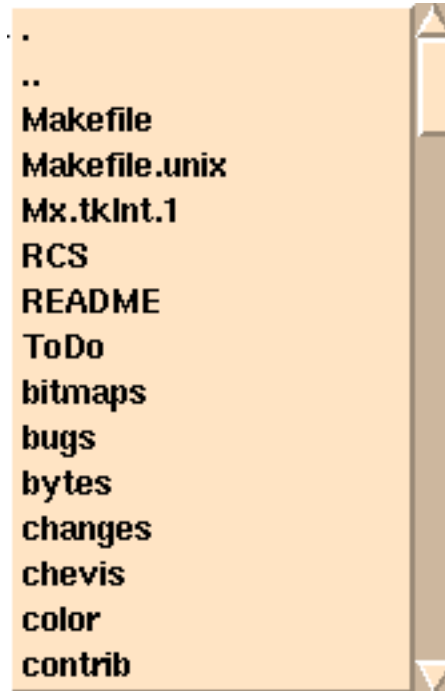 .
..
Makefile
Makefile.unix
Mx.tkInt.1
RCS
README
ToDo
bitmaps
bugs
bytes
changes
chevis
color
contrib